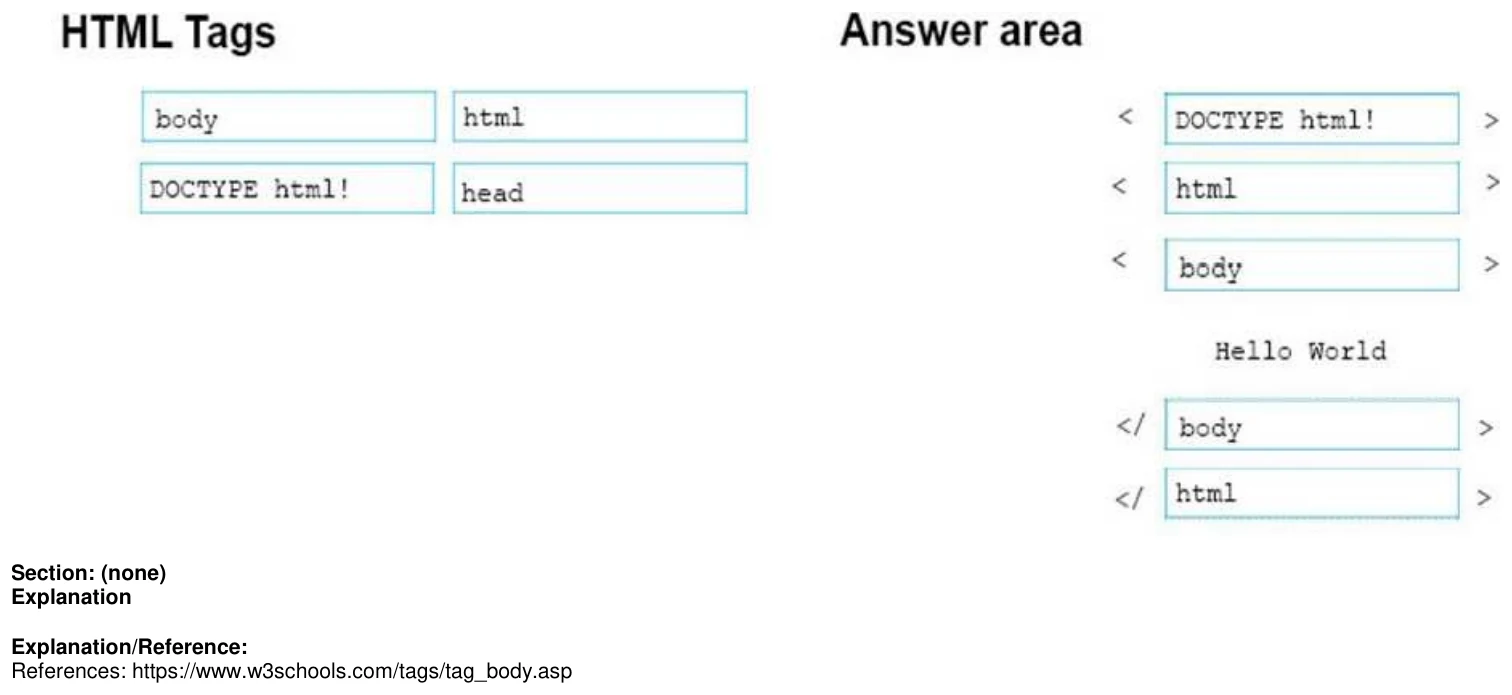 HTML Tags
body html
DOCTYPE html! head
Answer area
< DOCTYPE html! >
< html >
< body >
Hello World
</ body >
</ html >
Section: (none)
Explanation
Explanation/Reference:
References: https://www.w3schools.com/tags/tag_body.asp